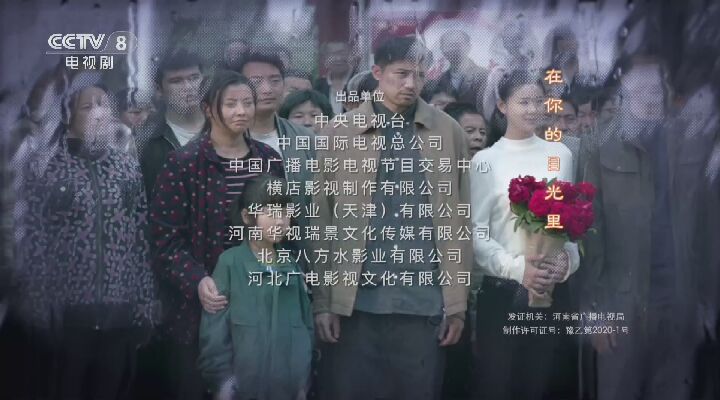 CCTV 8
电视剧
出品单位
中央电视台
中国国际电视总公司
中国广播电影电视节目交易中心
横店影视制作有限公司
华瑞影业（天津）有限公司
河南华视瑞景文化传媒有限公司
北京八方水影业有限公司
河北广电影视文化有限公司
在你的目光里
发证机关：河南省广播电视局
制作许可证号：豫乙第2020-1号